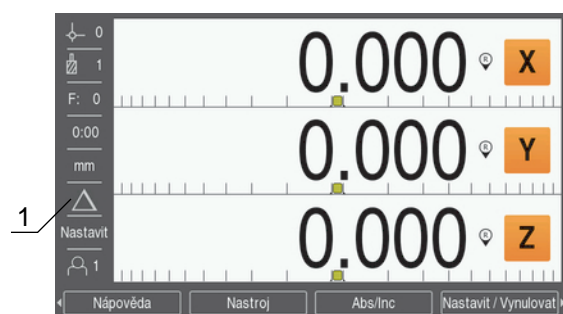 0
1
F: 0
0:00
mm
1
Nastavit
1
0.000 R X
0.000 R Y
0.000 R Z
Nápověda Nastroj Abs/Inc Nastavit / Vynulovat